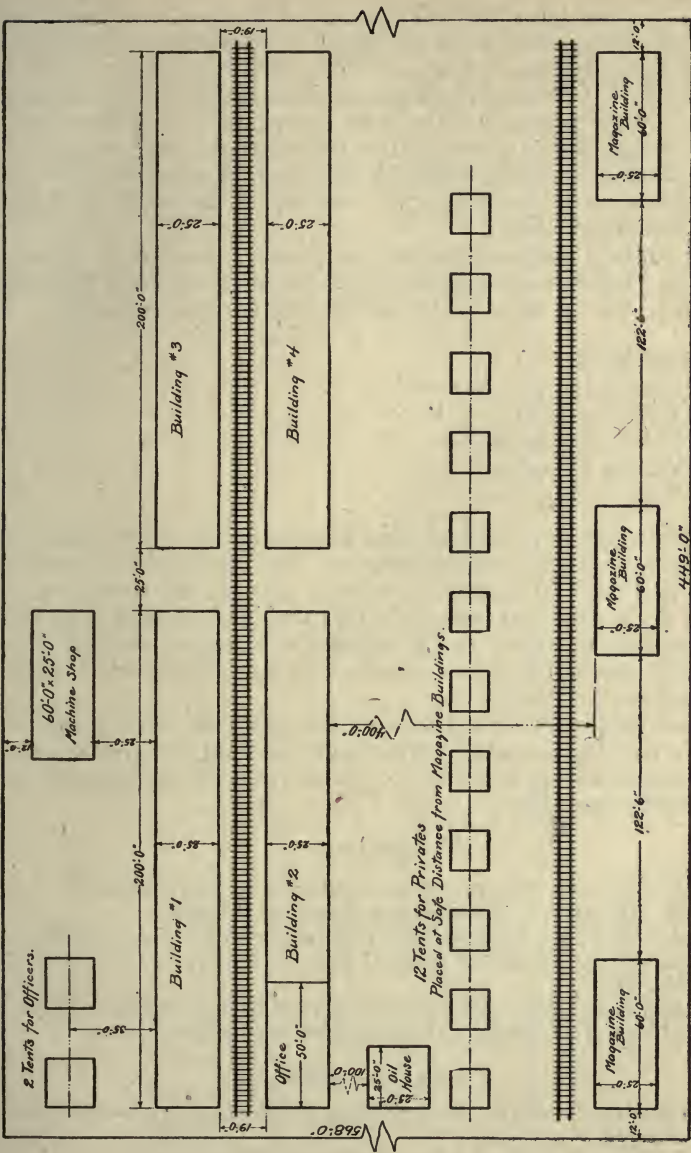 12'-0"
19'-0"
200'-0"
25'-0"
Building #3
25'-0"
Building #4
Magazine
Building
60'-0"
25'-0"
122'-6"
25'-0"
60'-0" x 25'-0"
Machine Shop
25'-0"
Magazine
Building
60'-0"
25'-0"
449'-0"
400'-0"
200'-0"
25'-0"
Building #1
25'-0"
Building #2
12 Tents for Privates
Placed at Safe Distance from Magazine Buildings.
122'-6"
2 Tents for Officers.
35'-0"
Office
50'-0"
100'-0"
25'-0"
25'-0"
Oil
House
Magazine
Building
60'-0"
25'-0"
19'-0"
568'-0"
12'-0"